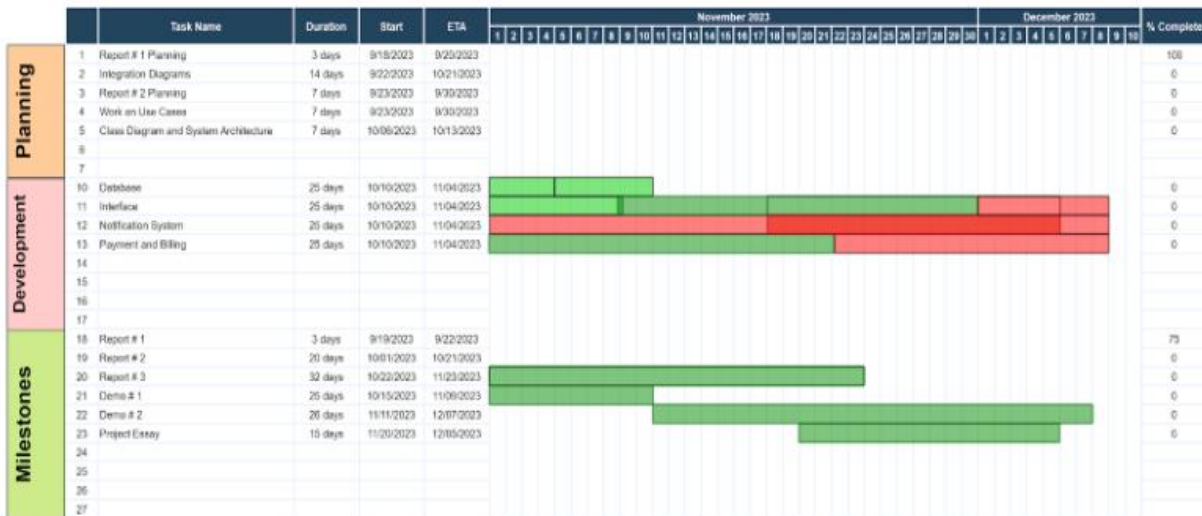 Task Name Duration Start ETA November 2023 December 2023 % Complete
1 2 3 4 5 6 7 8 9 10 11 12 13 14 15 16 17 18 19 20 21 22 23 24 25 26 27 28 29 30 1 2 3 4 5 6 7 8 9 10
Planning
1 Report # 1 Planning 3 days 9/18/2023 9/20/2023 100
2 Integration Diagrams 14 days 9/22/2023 10/21/2023 0
3 Report # 2 Planning 7 days 9/23/2023 9/30/2023 0
4 Work on Use Cases 7 days 9/23/2023 9/30/2023 0
5 Class Diagram and System Architecture 7 days 10/06/2023 10/13/2023 0
6
7
Development
10 Database 25 days 10/10/2023 11/04/2023 0
11 Interface 25 days 10/10/2023 11/04/2023 0
12 Notification System 25 days 10/10/2023 11/04/2023 0
13 Payment and Billing 25 days 10/10/2023 11/04/2023 0
14
15
16
17
Milestones
18 Report # 1 3 days 9/19/2023 9/22/2023 75
19 Report # 2 20 days 10/01/2023 10/21/2023 0
20 Report # 3 32 days 10/22/2023 11/23/2023 0
21 Demo # 1 25 days 10/15/2023 0
22 Demo # 2 26 days 11/11/2023 12/07/2023 0
23 Project Essay 15 days 11/20/2023 12/05/2023 0
24
25
26
27